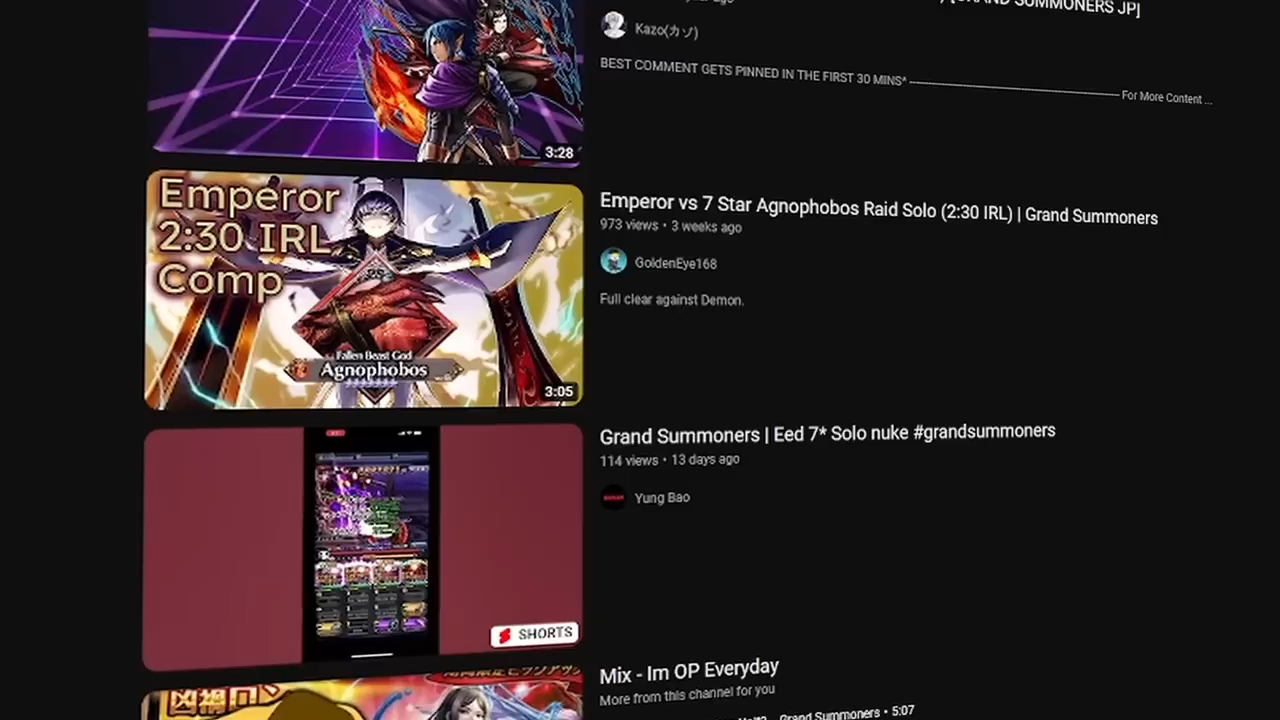 [GRAND SUMMONERS JP]
Kazo(カソ)
BEST COMMENT GETS PINNED IN THE FIRST 30 MINS* For More Content ...
3:28
Emperor
2:30 IRL
Comp
Fallen Beast God
Agnophobos
3:05
Emperor vs 7 Star Agnophobos Raid Solo (2:30 IRL) | Grand Summoners
973 views • 3 weeks ago
GoldenEye168
Full clear against Demon.
SHORTS
Grand Summoners | Eed 7* Solo nuke #grandsummoners
114 views • 13 days ago
Yung Bao
Mix - Im OP Everyday
More from this channel for you
Grand Summoners • 5:07